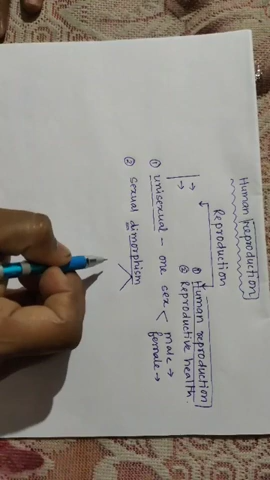 Human reproduction
Reproduction
① Human reproduction
② Reproductive health
① Unisexual - one sex < male →
female →
② Sexual dimorphism